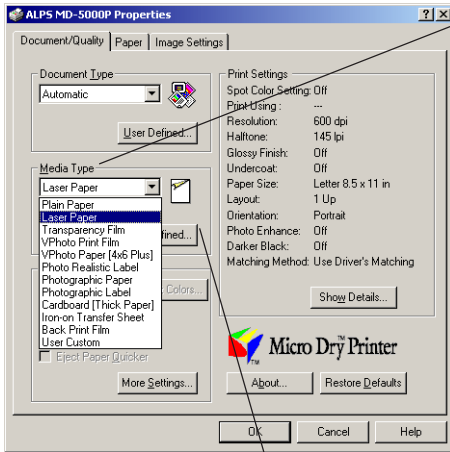 ALPS MD-5000P Properties
Document/Quality
Paper
Image Settings
Document Type
Automatic
User Defined...
Media Type
Laser Paper
Plain Paper
Laser Paper
Transparency Film
VPhoto Print Film
VPhoto Paper [4x6 Plus]
Photo Realistic Label
Photographic Paper
Photographic Label
Cardboard [Thick Paper]
Iron-on Transfer Sheet
Back Print Film
User Custom
Colors...
Eject Paper Quicker
More Settings...
Print Settings
Spot Color Setting: Off
Print Using : ---
Resolution: 600 dpi
Halftone: 145 lpi
Glossy Finish: Off
Undercoat: Off
Paper Size: Letter 8.5 x 11 in
Layout: 1 Up
Orientation: Portrait
Photo Enhance: Off
Darker Black: Off
Matching Method: Use Driver's Matching
Show Details...
Micro Dry™ Printer
TM
About...
Restore Defaults
OK
Cancel
Help